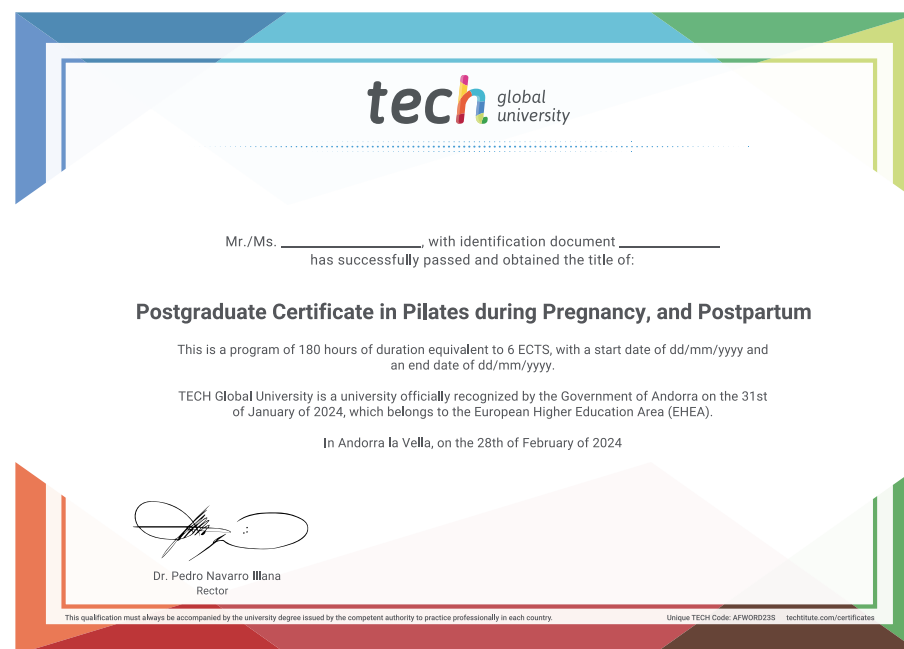 tech global university
Mr./Ms. ____________________, with identification document ______________
has successfully passed and obtained the title of:
Postgraduate Certificate in Pilates during Pregnancy, and Postpartum
This is a program of 180 hours of duration equivalent to 6 ECTS, with a start date of dd/mm/yyyy and
an end date of dd/mm/yyyy.
TECH Global University is a university officially recognized by the Government of Andorra on the 31st
of January of 2024, which belongs to the European Higher Education Area (EHEA).
In Andorra la Vella, on the 28th of February of 2024
Dr. Pedro Navarro Illana
Rector
This qualification must always be accompanied by the university degree issued by the competent authority to practice professionally in each country. Unique TECH Code: AFWORD23S techtitute.com/certificates